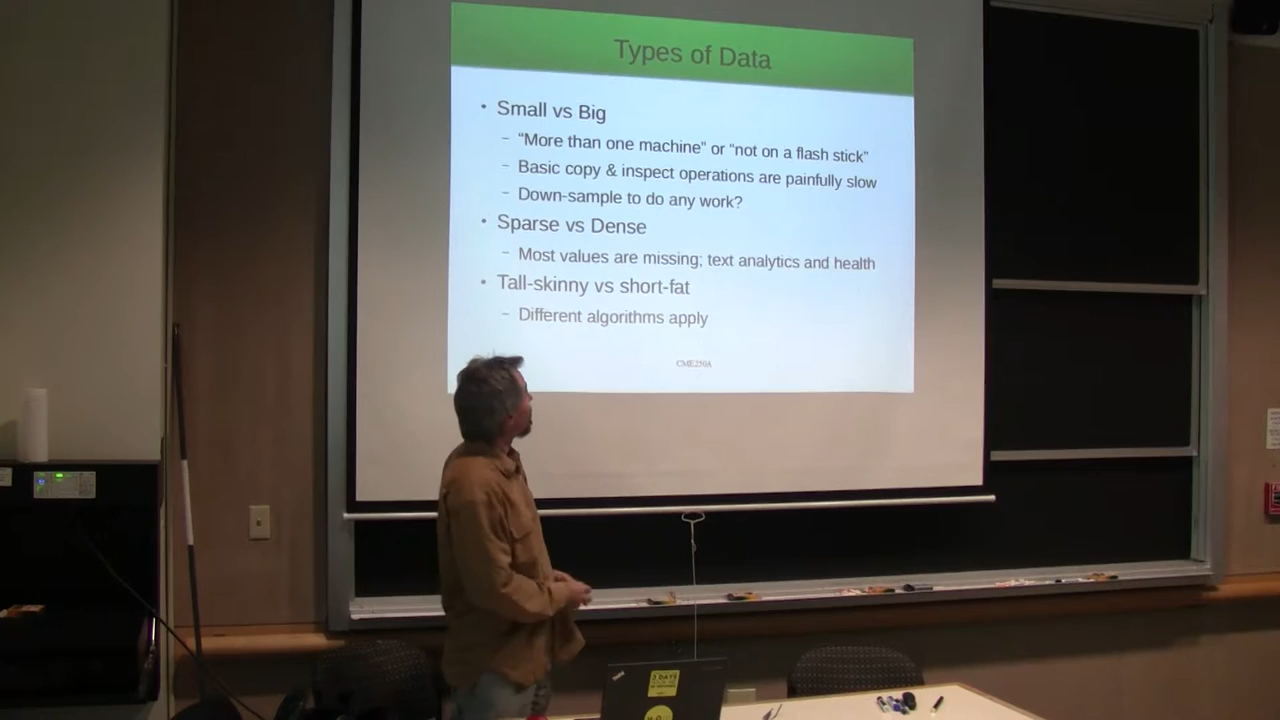 Types of Data
• Small vs Big
– “More than one machine” or “not on a flash stick”
– Basic copy & inspect operations are painfully slow
– Down-sample to do any work?
• Sparse vs Dense
– Most values are missing; text analytics and health
• Tall-skinny vs short-fat
– Different algorithms apply
CME250A
3 DAYS